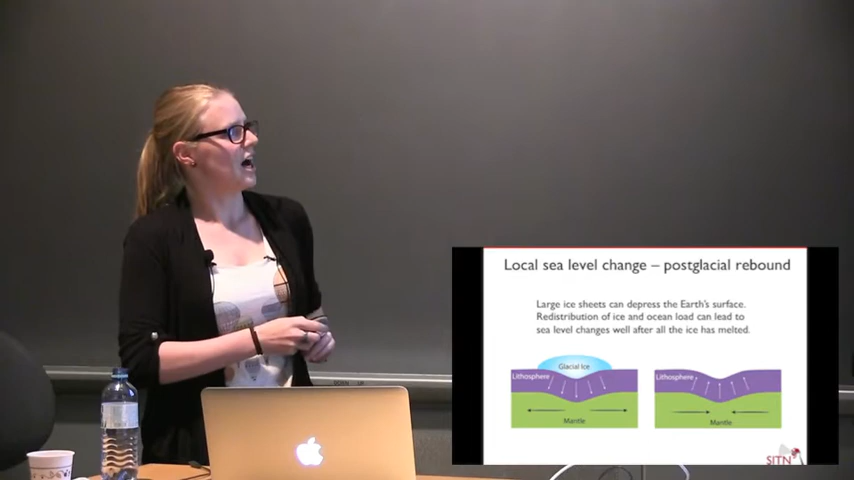 Local sea level change – postglacial rebound
Large ice sheets can depress the Earth's surface.
Redistribution of ice and ocean load can lead to
sea level changes well after all the ice has melted.
Glacial Ice
Lithosphere
Mantle
Lithosphere
Mantle
SITN